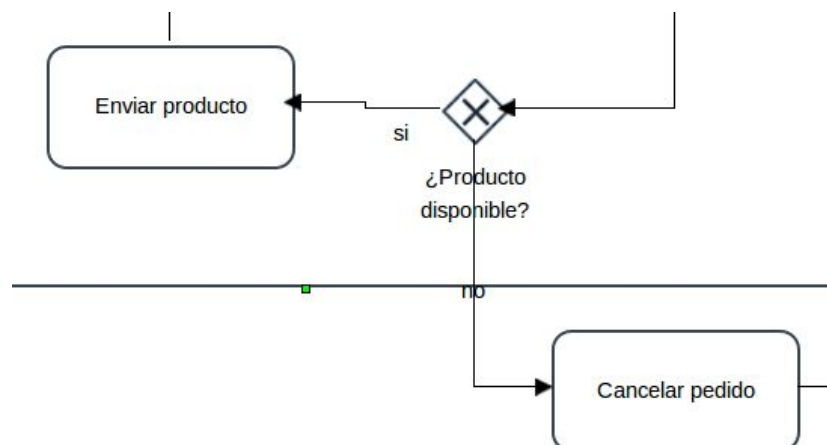 Enviar producto
si
¿Producto
disponible?
no
Cancelar pedido